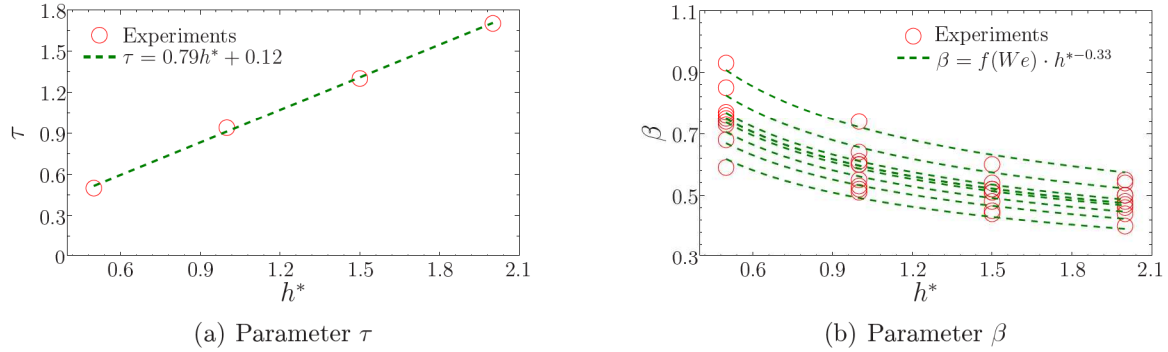 1.8
1.5
1.2
0.9
0.6
0.3
0
τ
Experiments
τ = 0.79h* + 0.12
0.6 0.9 1.2 1.5 1.8 2.1
h*
(a) Parameter τ
1.1
0.9
0.7
0.5
0.3
β
Experiments
β = f(We) · h*−0.33
0.6 0.9 1.2 1.5 1.8 2.1
h*
(b) Parameter β